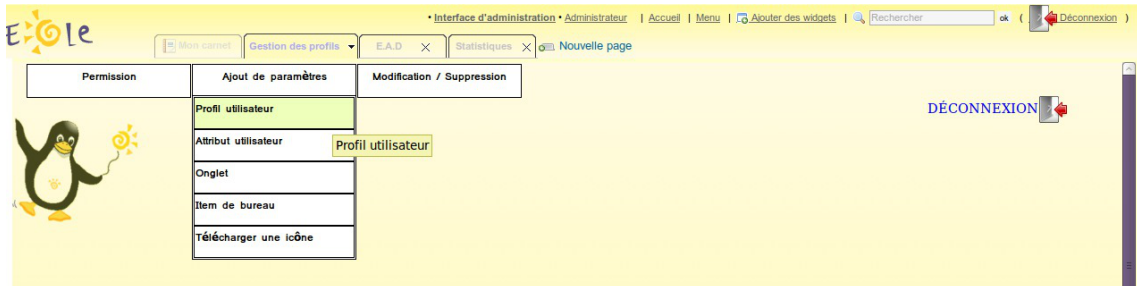 • Interface d'administration • Administrateur | Accueil | Menu | Ajouter des widgets | Rechercher ok ( Déconnexion )
Eole
Mon carnet Gestion des profils E.A.D X Statistiques X Nouvelle page
Permission Ajout de paramètres Modification / Suppression
DÉCONNEXION
Profil utilisateur
Attribut utilisateur
Profil utilisateur
Onglet
Item de bureau
Télécharger une icône